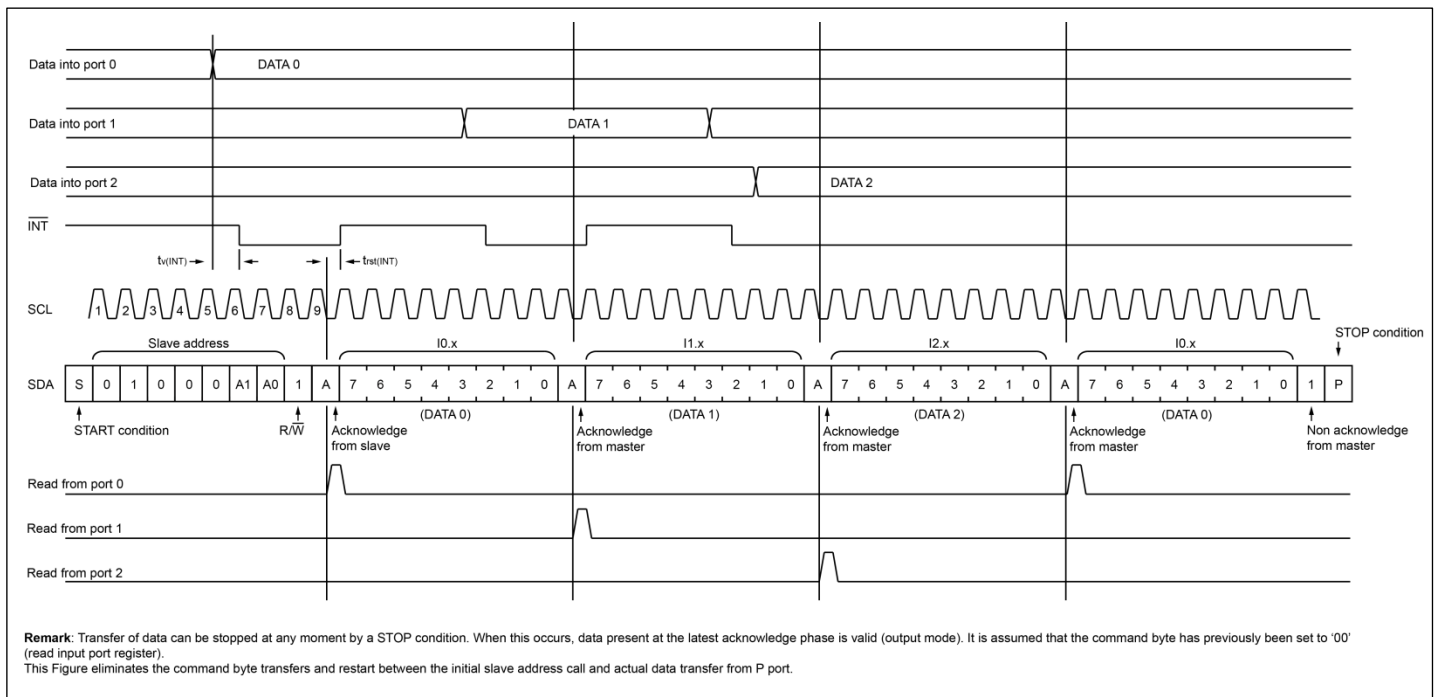 Data into port 0
DATA 0
Data into port 1
DATA 1
Data into port 2
DATA 2
INT
tv(INT)
trst(INT)
SCL
1 2 3 4 5 6 7 8 9
STOP condition
Slave address
I0.x
I1.x
I2.x
I0.x
SDA S 0 1 0 0 0 A1 A0 1 A 7 6 5 4 3 2 1 0 A 7 6 5 4 3 2 1 0 A 7 6 5 4 3 2 1 0 A 7 6 5 4 3 2 1 0 1 P
(DATA 0)
(DATA 1)
(DATA 2)
(DATA 0)
START condition
R/W
Acknowledge
from slave
Acknowledge
from master
Acknowledge
from master
Acknowledge
from master
Non acknowledge
from master
Read from port 0
Read from port 1
Read from port 2
Remark: Transfer of data can be stopped at any moment by a STOP condition. When this occurs, data present at the latest acknowledge phase is valid (output mode). It is assumed that the command byte has previously been set to ‘00’
(read input port register).
This Figure eliminates the command byte transfers and restart between the initial slave address call and actual data transfer from P port.